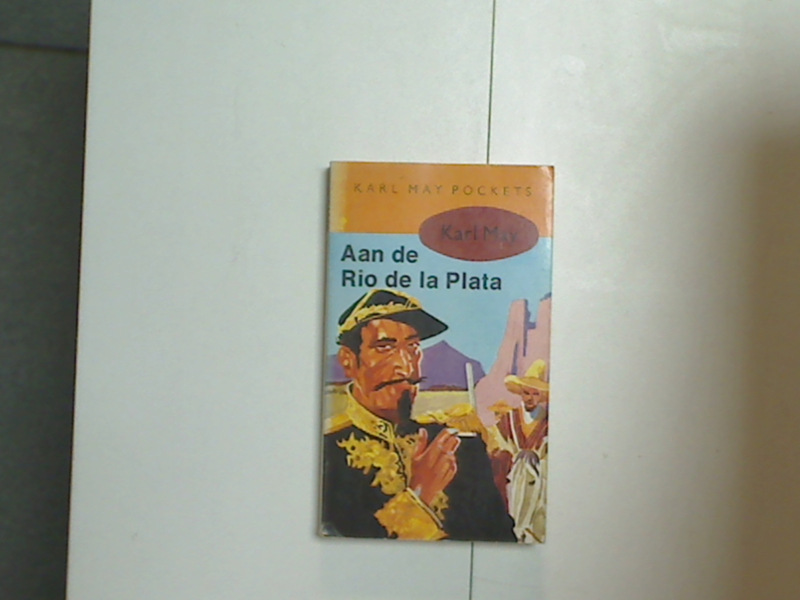 KARL MAY POCKETS
Karl May
Aan de
Rio de la Plata